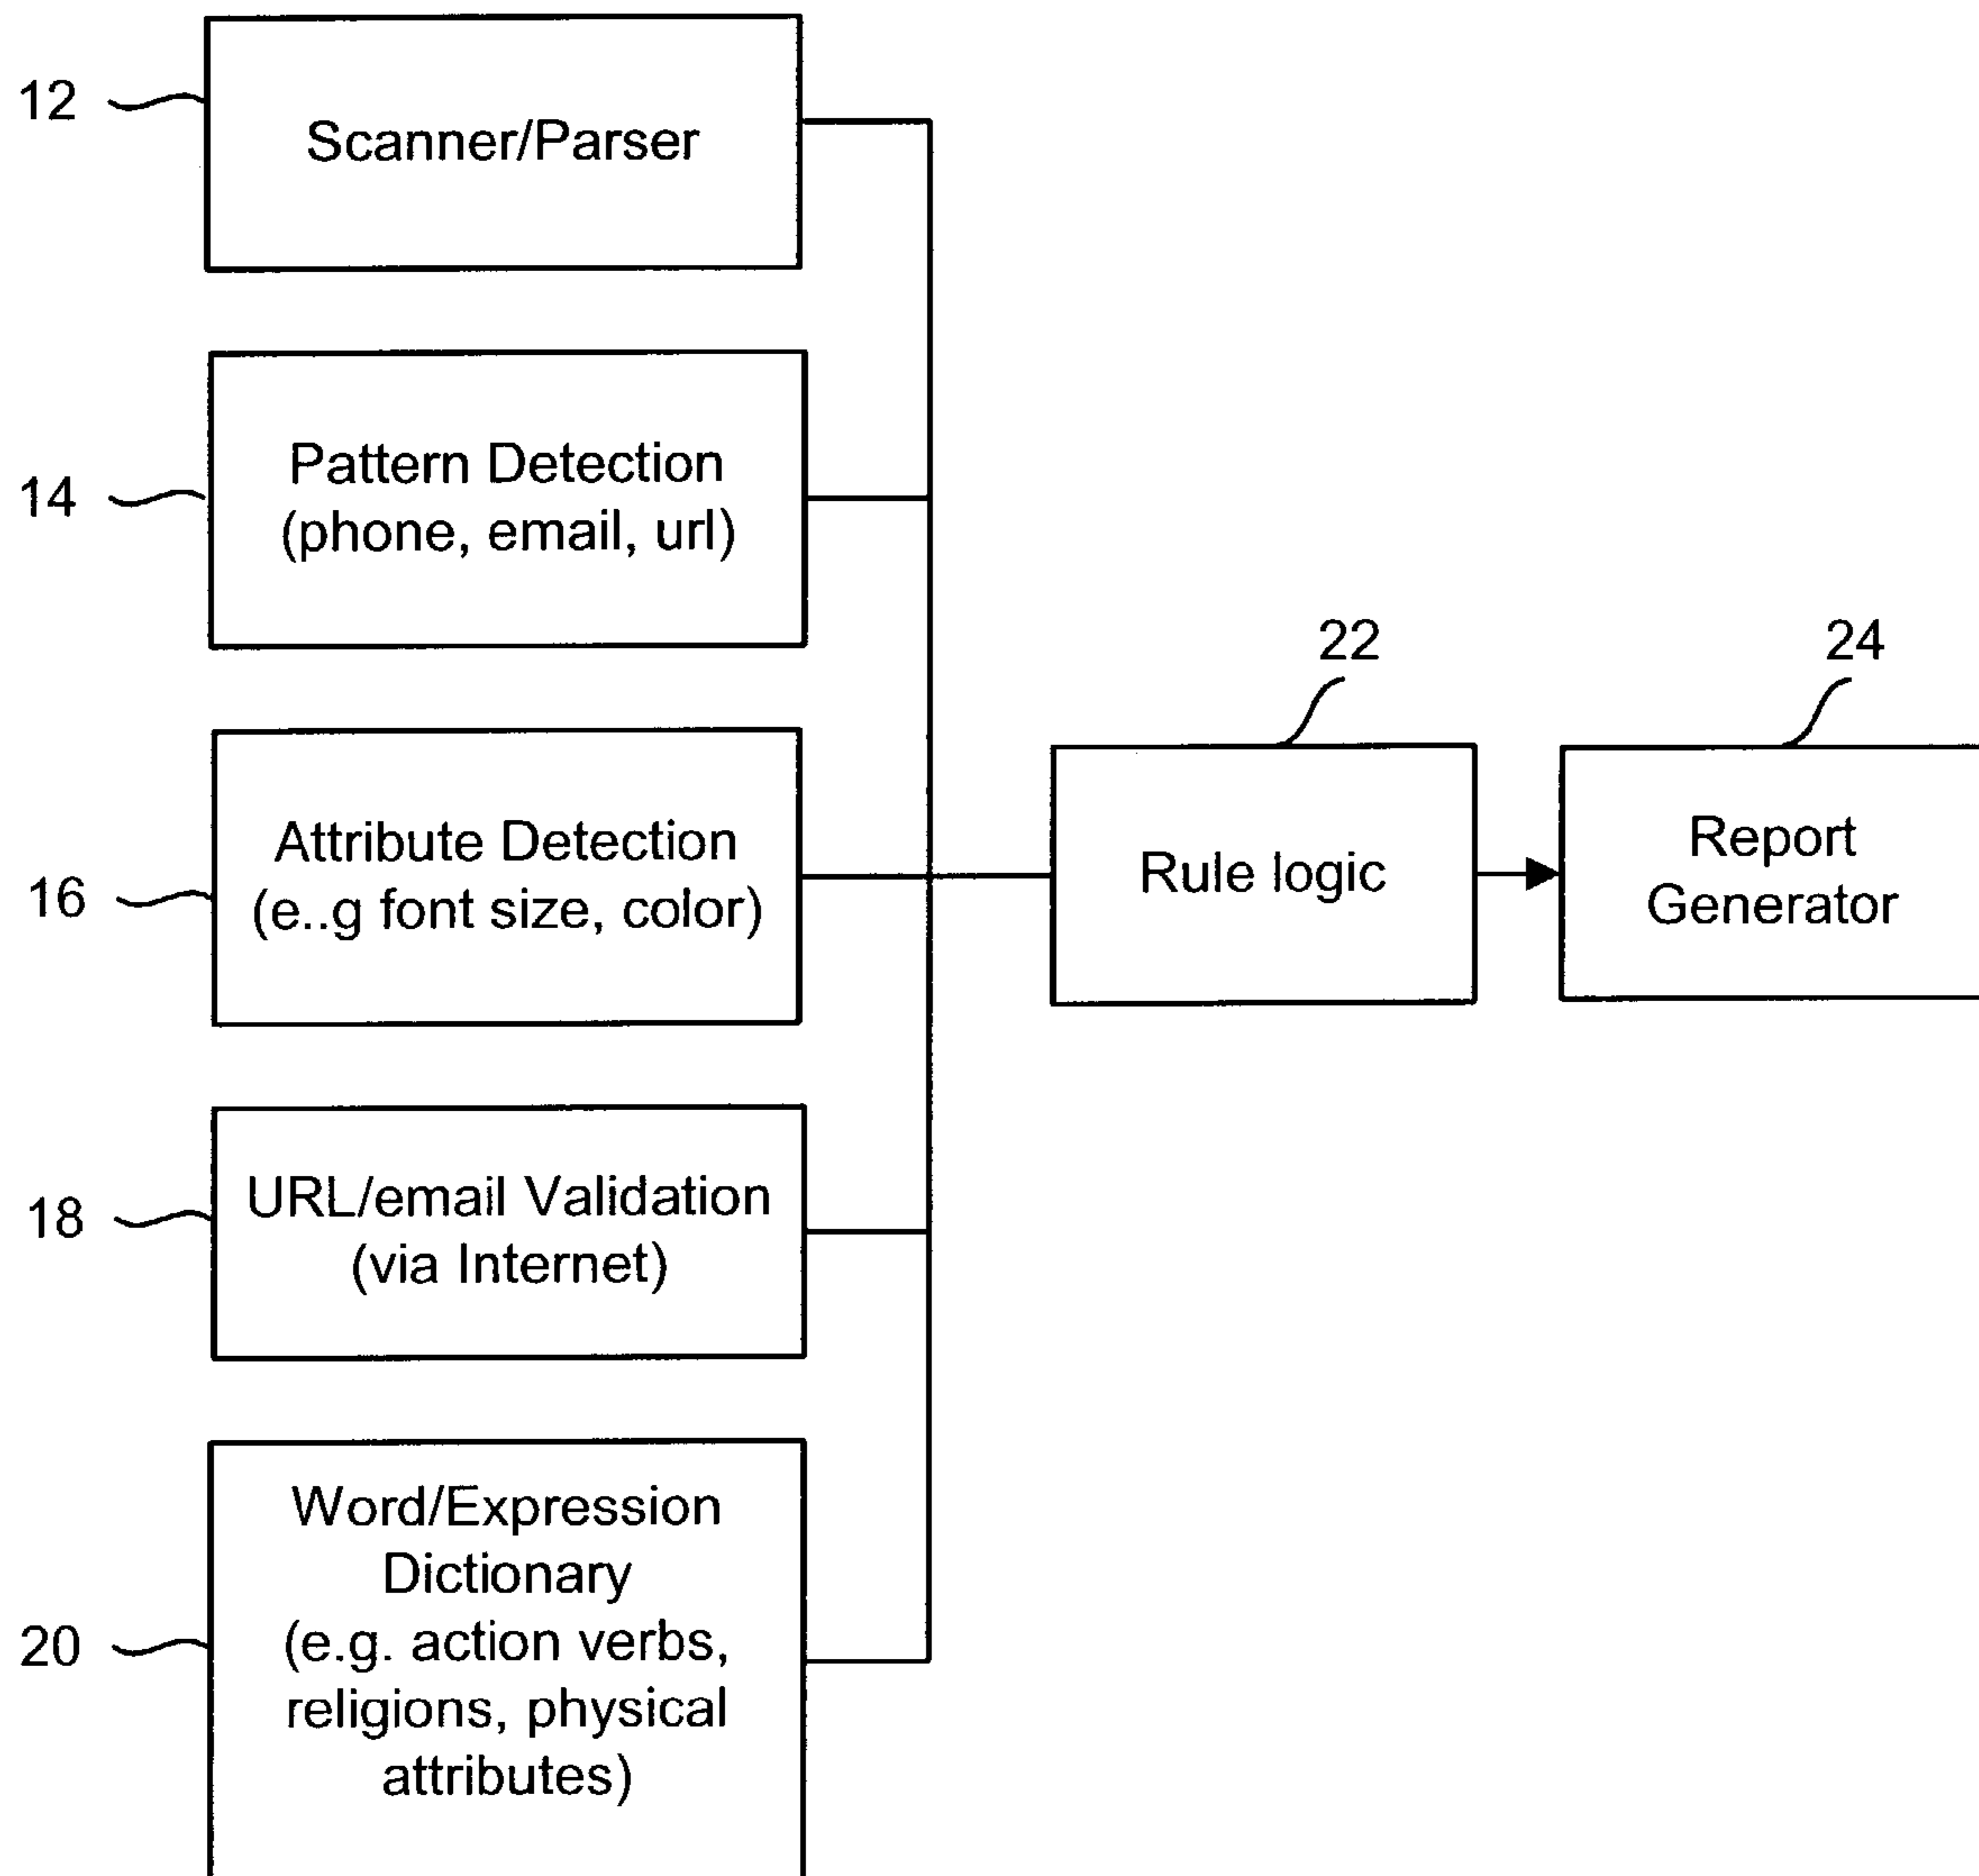 12
Scanner/Parser
14
Pattern Detection
(phone, email, url)
22
24
16
Attribute Detection
(e..g font size, color)
Rule logic
Report
Generator
18
URL/email Validation
(via Internet)
20
Word/Expression
Dictionary
(e.g. action verbs,
religions, physical
attributes)